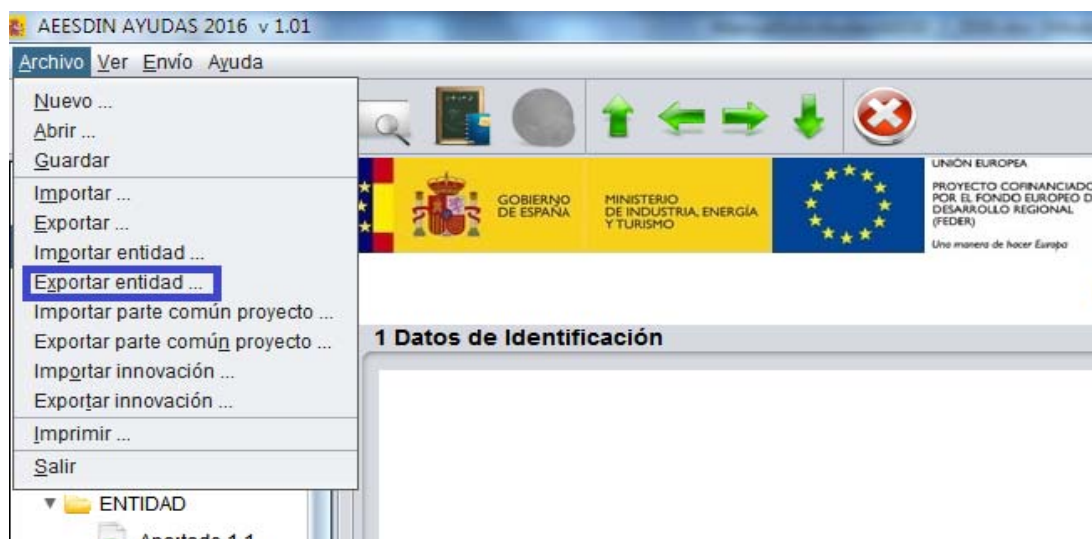 AEESDIN AYUDAS 2016 v 1.01
Archivo Ver Envío Ayuda
Nuevo ...
Abrir ...
Guardar
Importar ...
Exportar ...
Importar entidad ...
Exportar entidad ...
Importar parte común proyecto ...
Exportar parte común proyecto ...
Importar innovación ...
Exportar innovación ...
Imprimir ...
Salir
ENTIDAD
GOBIERNO
DE ESPAÑA
MINISTERIO
DE INDUSTRIA, ENERGÍA
Y TURISMO
UNIÓN EUROPEA
PROYECTO COFINANCIADO
POR EL FONDO EUROPEO D
DESARROLLO REGIONAL
(FEDER)
Una manera de hacer Europa
1 Datos de Identificación